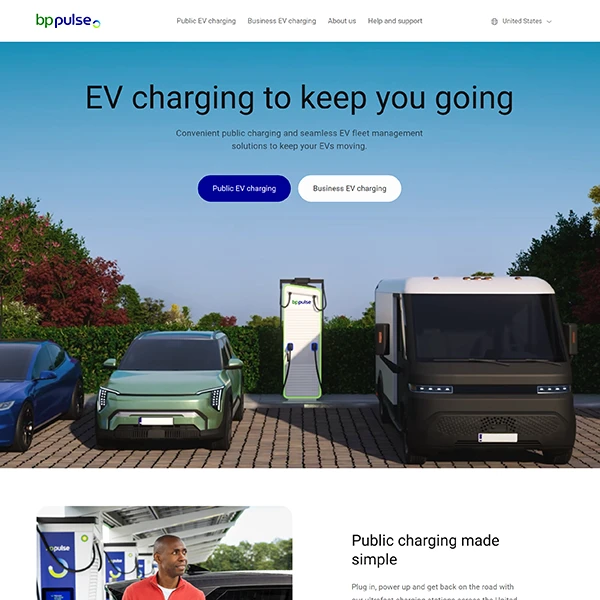 bp pulse
Public EV charging
Business EV charging
About us
Help and support
United States
EV charging to keep you going
Convenient public charging and seamless EV fleet management
solutions to keep your EVs moving.
Public EV charging
Business EV charging
bp pulse
bp pulse
Public charging made
simple
Plug in, power up and get back on the road with
our ultrafast charging stations across the United